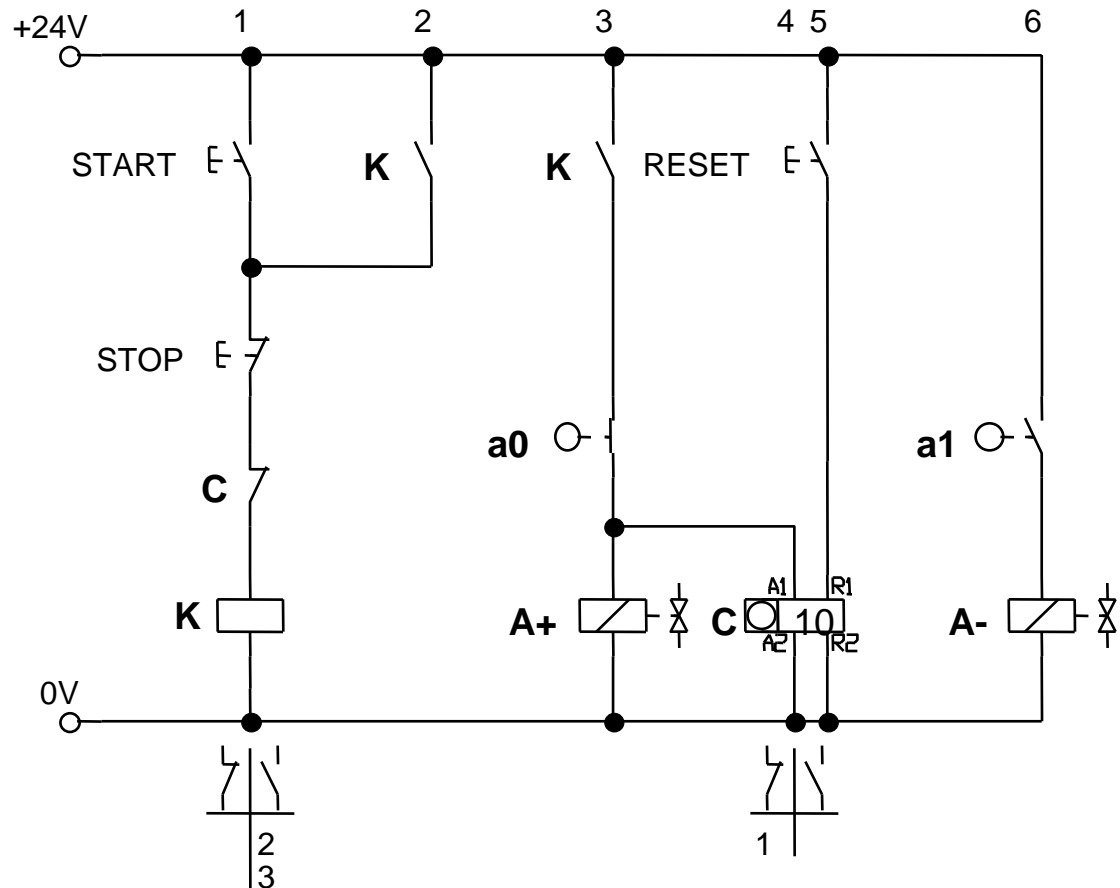 1 2 3 4 5 6
+24V
START K K RESET
STOP
a0 a1
C
A1 R1
K A+ C 10 A-
A2 R2
0V
2 1
3